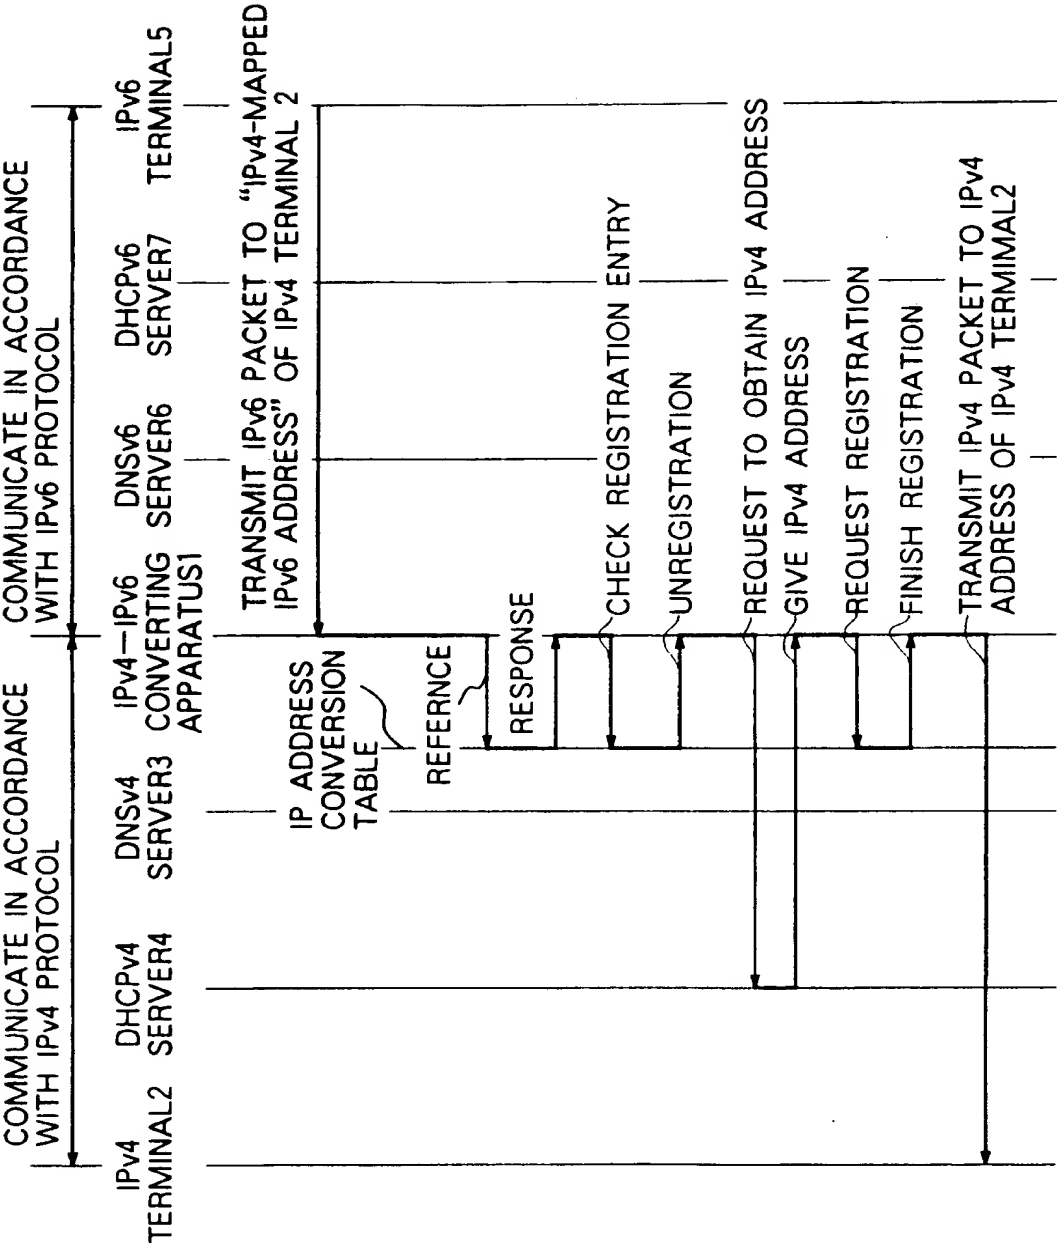 COMMUNICATE IN ACCORDANCE
WITH IPv4 PROTOCOL
COMMUNICATE IN ACCORDANCE
WITH IPv6 PROTOCOL
IPv4
TERMINAL2
DHCPv4
SERVER4
DNSv4
SERVER3
IPv4—IPv6
CONVERTING
APPARATUS1
DNSv6
SERVER6
DHCPv6
SERVER7
IPv6
TERMINAL5
TRANSMIT IPv6 PACKET TO "IPv4-MAPPED
IPv6 ADDRESS" OF IPv4 TERMINAL 2
IP ADDRESS
CONVERSION
TABLE
REFERNCE
RESPONSE
CHECK REGISTRATION ENTRY
UNREGISTRATION
REQUEST TO OBTAIN IPv4 ADDRESS
GIVE IPv4 ADDRESS
REQUEST REGISTRATION
FINISH REGISTRATION
TRANSMIT IPv4 PACKET TO IPv4
ADDRESS OF IPv4 TERMIMAL2